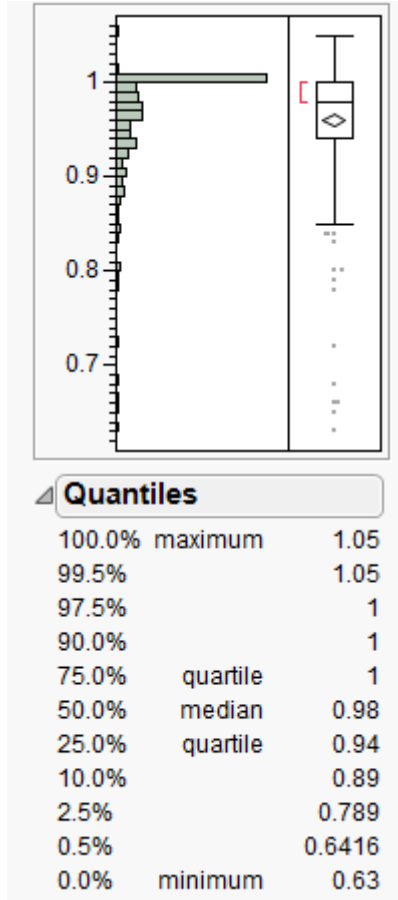 1
0.9
0.8
0.7
Quantiles
100.0% maximum 1.05
99.5% 1.05
97.5% 1
90.0% 1
75.0% quartile 1
50.0% median 0.98
25.0% quartile 0.94
10.0% 0.89
2.5% 0.789
0.5% 0.6416
0.0% minimum 0.63